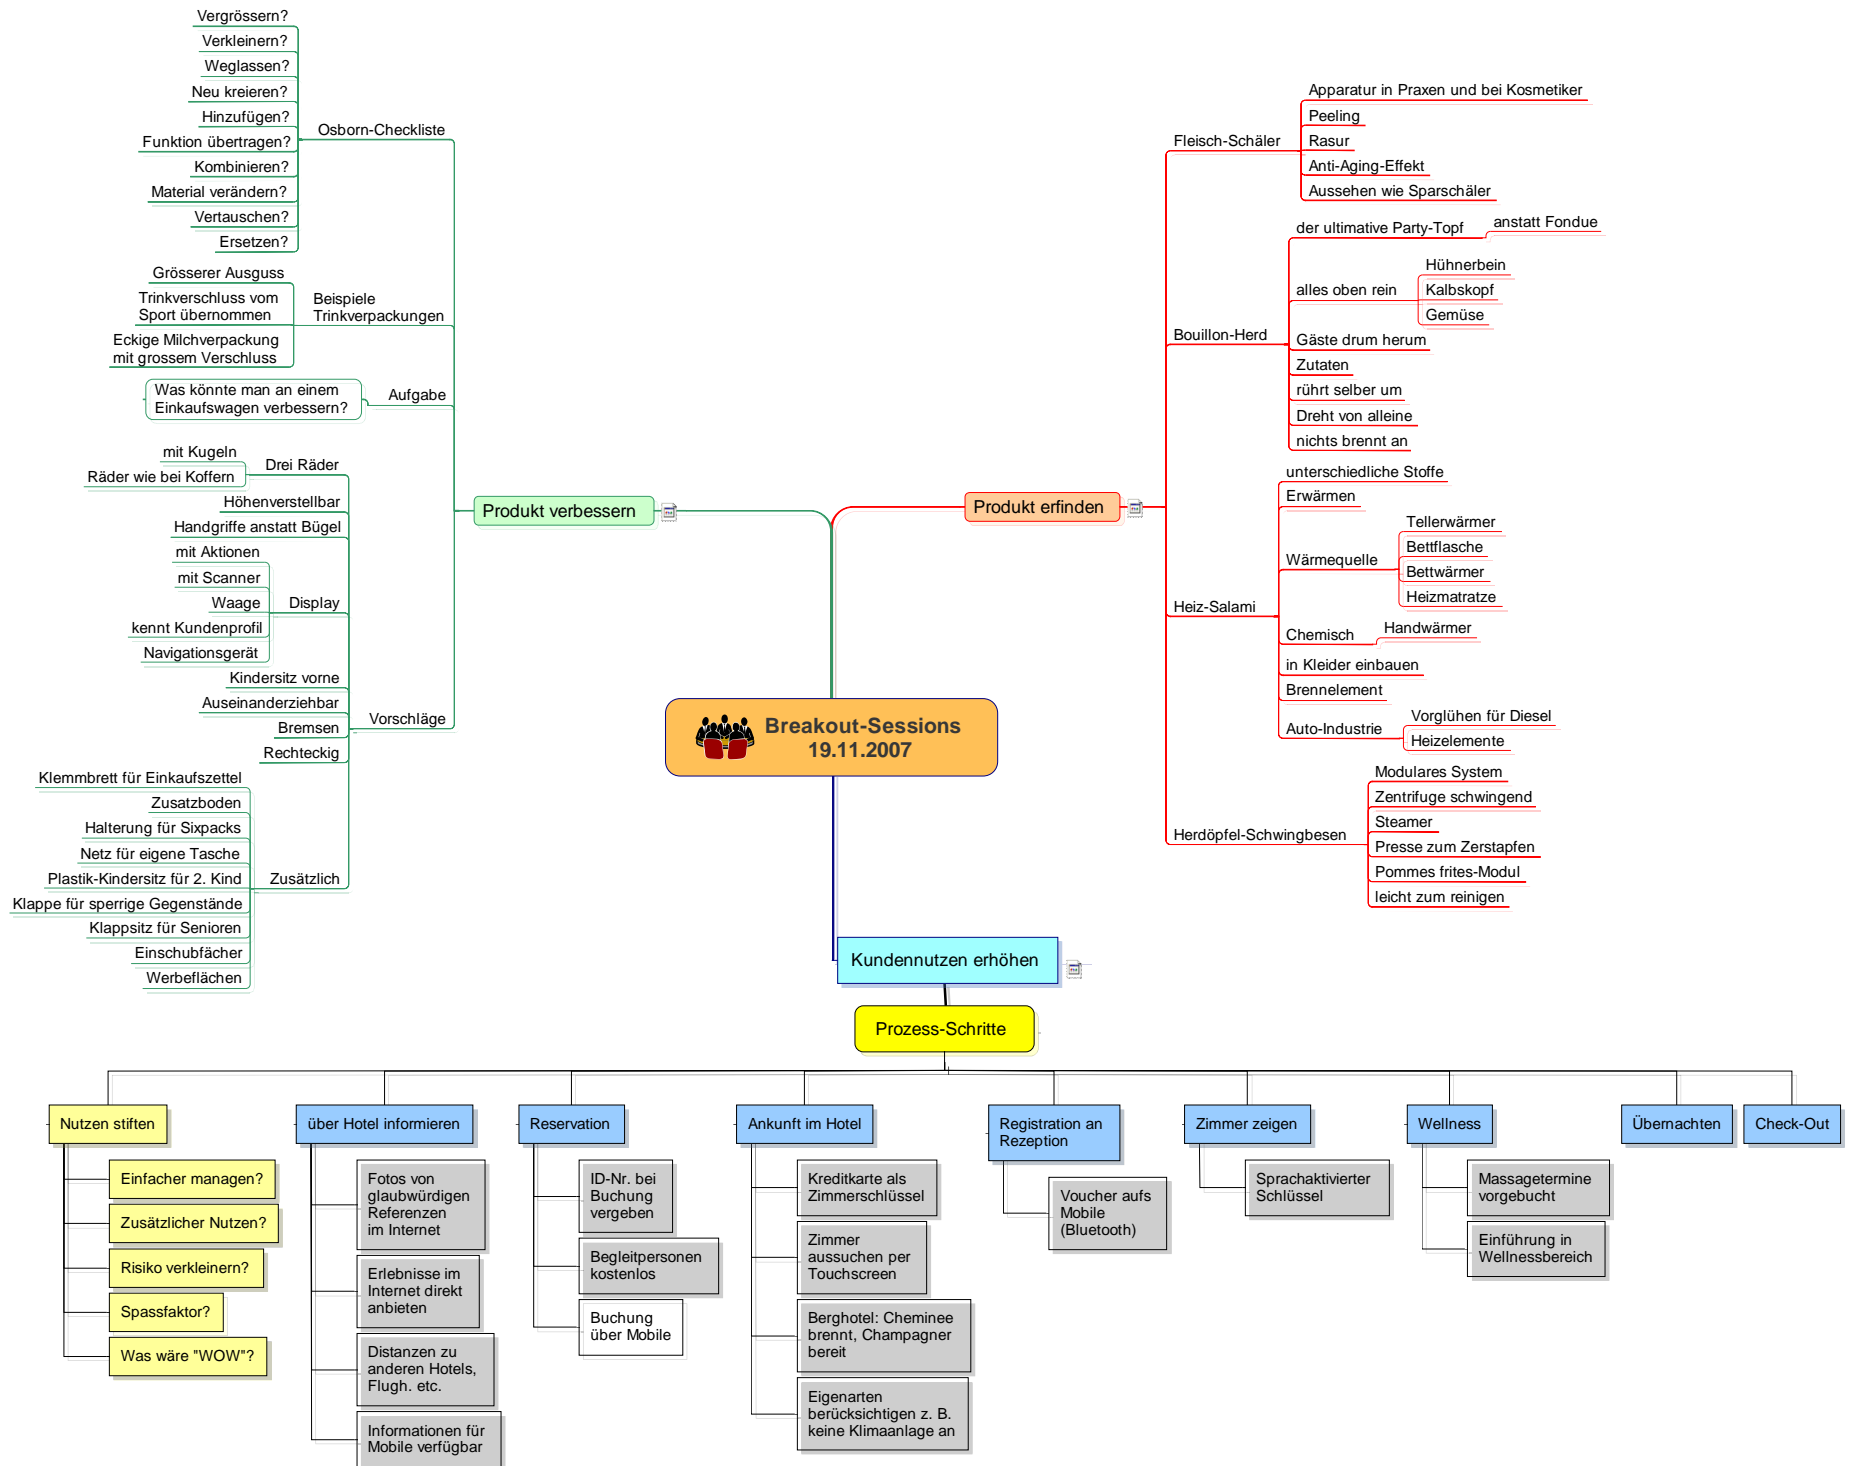 Breakout-Sessions
19.11.2007
Produkt verbessern
Osborn-Checkliste
Vergrössern?
Verkleinern?
Weglassen?
Neu kreieren?
Hinzufügen?
Funktion übertragen?
Kombinieren?
Material verändern?
Vertauschen?
Ersetzen?
Beispiele
Trinkverpackungen
Grösserer Ausguss
Trinkverschluss vom
Sport übernommen
Eckige Milchverpackung
mit grossem Verschluss
Aufgabe
Was könnte man an einem
Einkaufswagen verbessern?
Vorschläge
Drei Räder
mit Kugeln
Räder wie bei Koffern
Höhenverstellbar
Handgriffe anstatt Bügel
Display
mit Aktionen
mit Scanner
Waage
kennt Kundenprofil
Navigationsgerät
Kindersitz vorne
Auseinanderziehbar
Bremsen
Rechteckig
Zusätzlich
Klemmbrett für Einkaufszettel
Zusatzboden
Halterung für Sixpacks
Netz für eigene Tasche
Plastik-Kindersitz für 2. Kind
Klappe für sperrige Gegenstände
Klappsitz für Senioren
Einschubfächer
Werbeflächen
Produkt erfinden
Fleisch-Schäler
Apparatur in Praxen und bei Kosmetiker
Peeling
Rasur
Anti-Aging-Effekt
Aussehen wie Sparschäler
Bouillon-Herd
der ultimative Party-Topf
anstatt Fondue
alles oben rein
Hühnerbein
Kalbskopf
Gemüse
Gäste drum herum
Zutaten
rührt selber um
Dreht von alleine
nichts brennt an
Heiz-Salami
unterschiedliche Stoffe
Erwärmen
Wärmequelle
Tellerwärmer
Bettflasche
Bettwärmer
Heizmatratze
Chemisch
Handwärmer
in Kleider einbauen
Brennelement
Auto-Industrie
Vorglühen für Diesel
Heizelemente
Herdöpfel-Schwingbesen
Modulares System
Zentrifuge schwingend
Steamer
Presse zum Zerstapfen
Pommes frites-Modul
leicht zum reinigen
Kundennutzen erhöhen
Prozess-Schritte
Nutzen stiften
Einfacher managen?
Zusätzlicher Nutzen?
Risiko verkleinern?
Spassfaktor?
Was wäre "WOW"?
über Hotel informieren
Fotos von
glaubwürdigen
Referenzen
im Internet
Erlebnisse im
Internet direkt
anbieten
Distanzen zu
anderen Hotels,
Flugh. etc.
Informationen für
Mobile verfügbar
Reservation
ID-Nr. bei
Buchung
vergeben
Begleitpersonen
kostenlos
Buchung
über Mobile
Ankunft im Hotel
Kreditkarte als
Zimmerschlüssel
Zimmer
aussuchen per
Touchscreen
Berghotel: Cheminee
brennt, Champagner
bereit
Eigenarten
berücksichtigen z. B.
keine Klimaanlage an
Registration an
Rezeption
Voucher aufs
Mobile
(Bluetooth)
Zimmer zeigen
Sprachaktivierter
Schlüssel
Wellness
Massagetermine
vorgebucht
Einführung in
Wellnessbereich
Übernachten
Check-Out